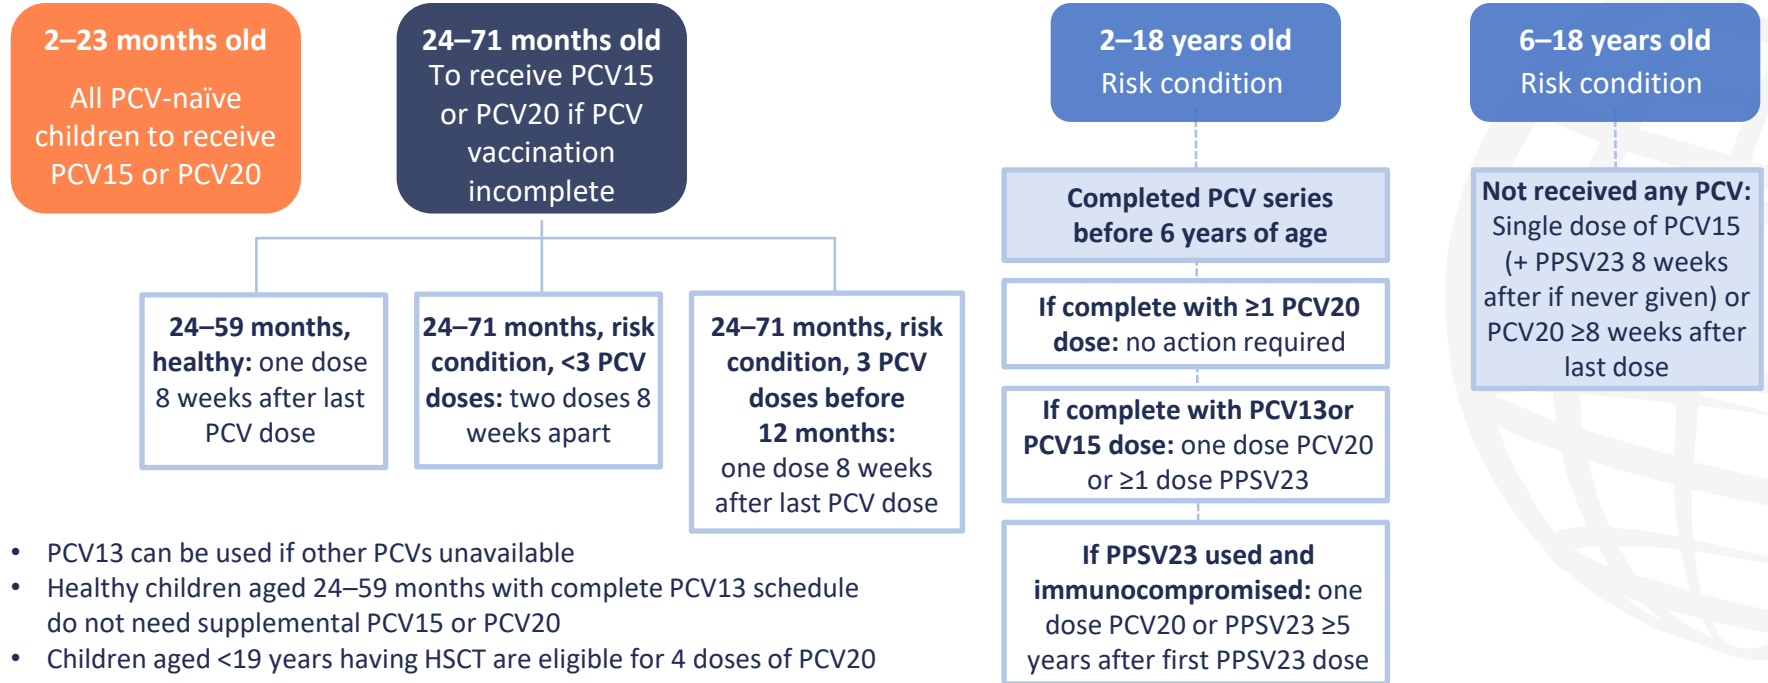 2–23 months old
All PCV-naïve
children to receive
PCV15 or PCV20
24–71 months old
To receive PCV15
or PCV20 if PCV
vaccination
incomplete
24–59 months,
healthy: one dose
8 weeks after last
PCV dose
24–71 months, risk
condition, <3 PCV
doses: two doses 8
weeks apart
24–71 months, risk
condition, 3 PCV
doses before
12 months:
one dose 8 weeks
after last PCV dose
2–18 years old
Risk condition
Completed PCV series
before 6 years of age
If complete with ≥1 PCV20
dose: no action required
If complete with PCV13or
PCV15 dose: one dose PCV20
or ≥1 dose PPSV23
If PPSV23 used and
immunocompromised: one
dose PCV20 or PPSV23 ≥5
years after first PPSV23 dose
6–18 years old
Risk condition
Not received any PCV:
Single dose of PCV15
(+ PPSV23 8 weeks
after if never given) or
PCV20 ≥8 weeks after
last dose
• PCV13 can be used if other PCVs unavailable
• Healthy children aged 24–59 months with complete PCV13 schedule
do not need supplemental PCV15 or PCV20
• Children aged <19 years having HSCT are eligible for 4 doses of PCV20